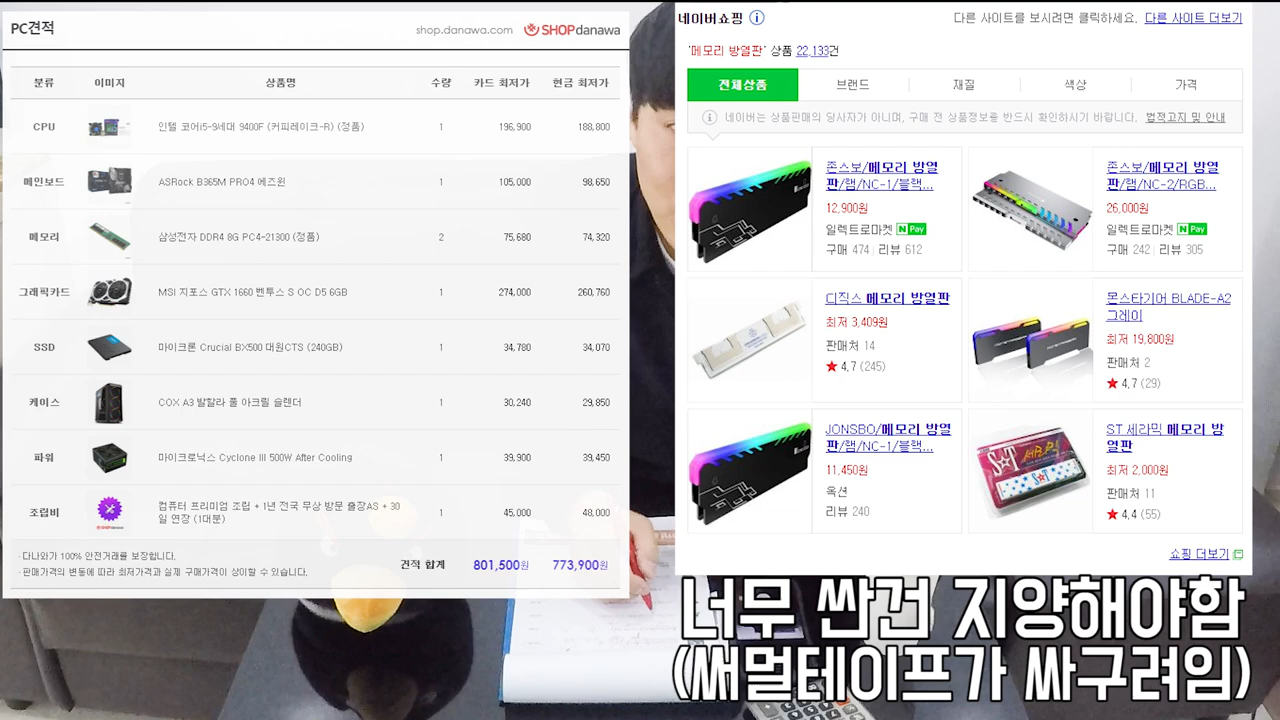 PC견적
shop.danawa.com SHOPdanawa
분류 이미지 상품명 수량 카드 최저가 현금 최저가
CPU 인텔 코어i5-9세대 9400F (커피레이크-R) (정품) 1 196,900 188,800
메인보드 ASRock B365M PRO4 에즈윈 1 105,000 98,650
메모리 삼성전자 DDR4 8G PC4-21300 (정품) 2 75,680 74,320
그래픽카드 MSI 지포스 GTX 1660 벤투스 S OC D5 6GB 1 274,000 260,760
SSD 마이크론 Crucial BX500 대원CTS (240GB) 1 34,780 34,070
케이스 COX A3 발할라 풀 아크릴 슬렌더 1 30,240 29,850
파워 마이크로닉스 Cyclone III 500W After Cooling 1 39,900 39,450
조립비 컴퓨터 프리미엄 조립 + 1년 전국 무상 방문 출장AS + 30
일 연장 (1대분) 1 45,000 48,000
· 다나와가 100% 안전거래를 보장합니다.
· 판매가격의 변동에 따라 최저가격과 실제 구매가격이 상이할 수 있습니다.
견적 합계 801,500원 773,900원
네이버쇼핑 다른 사이트를 보시려면 클릭하세요. 다른 사이트 더보기
'메모리 방열판' 상품 22,133건
전체상품 브랜드 재질 색상 가격
네이버는 상품판매의 당사자가 아니며, 구매 전 상품정보를 반드시 확인하시기 바랍니다. 법적고지 및 안내
존스보/메모리 방열
판/램/NC-1/블랙...
12,900원
일렉트로마켓 N Pay
구매 474 | 리뷰 612
존스보/메모리 방열
판/램/NC-2/RGB...
26,000원
일렉트로마켓 N Pay
구매 242 | 리뷰 305
디직스 메모리 방열판
최저 3,409원
판매처 14
★ 4.7 (245)
몬스타기어 BLADE-A2
그레이
최저 19,800원
판매처 2
★ 4.7 (29)
JONSBO/메모리 방열
판/램/NC-1/블랙...
11,450원
옥션
리뷰 240
ST 세라믹 메모리 방
열판
최저 2,000원
판매처 11
★ 4.4 (55)
쇼핑 더보기
너무 싼건 지양해야함
(써멀테이프가 싸구려임)